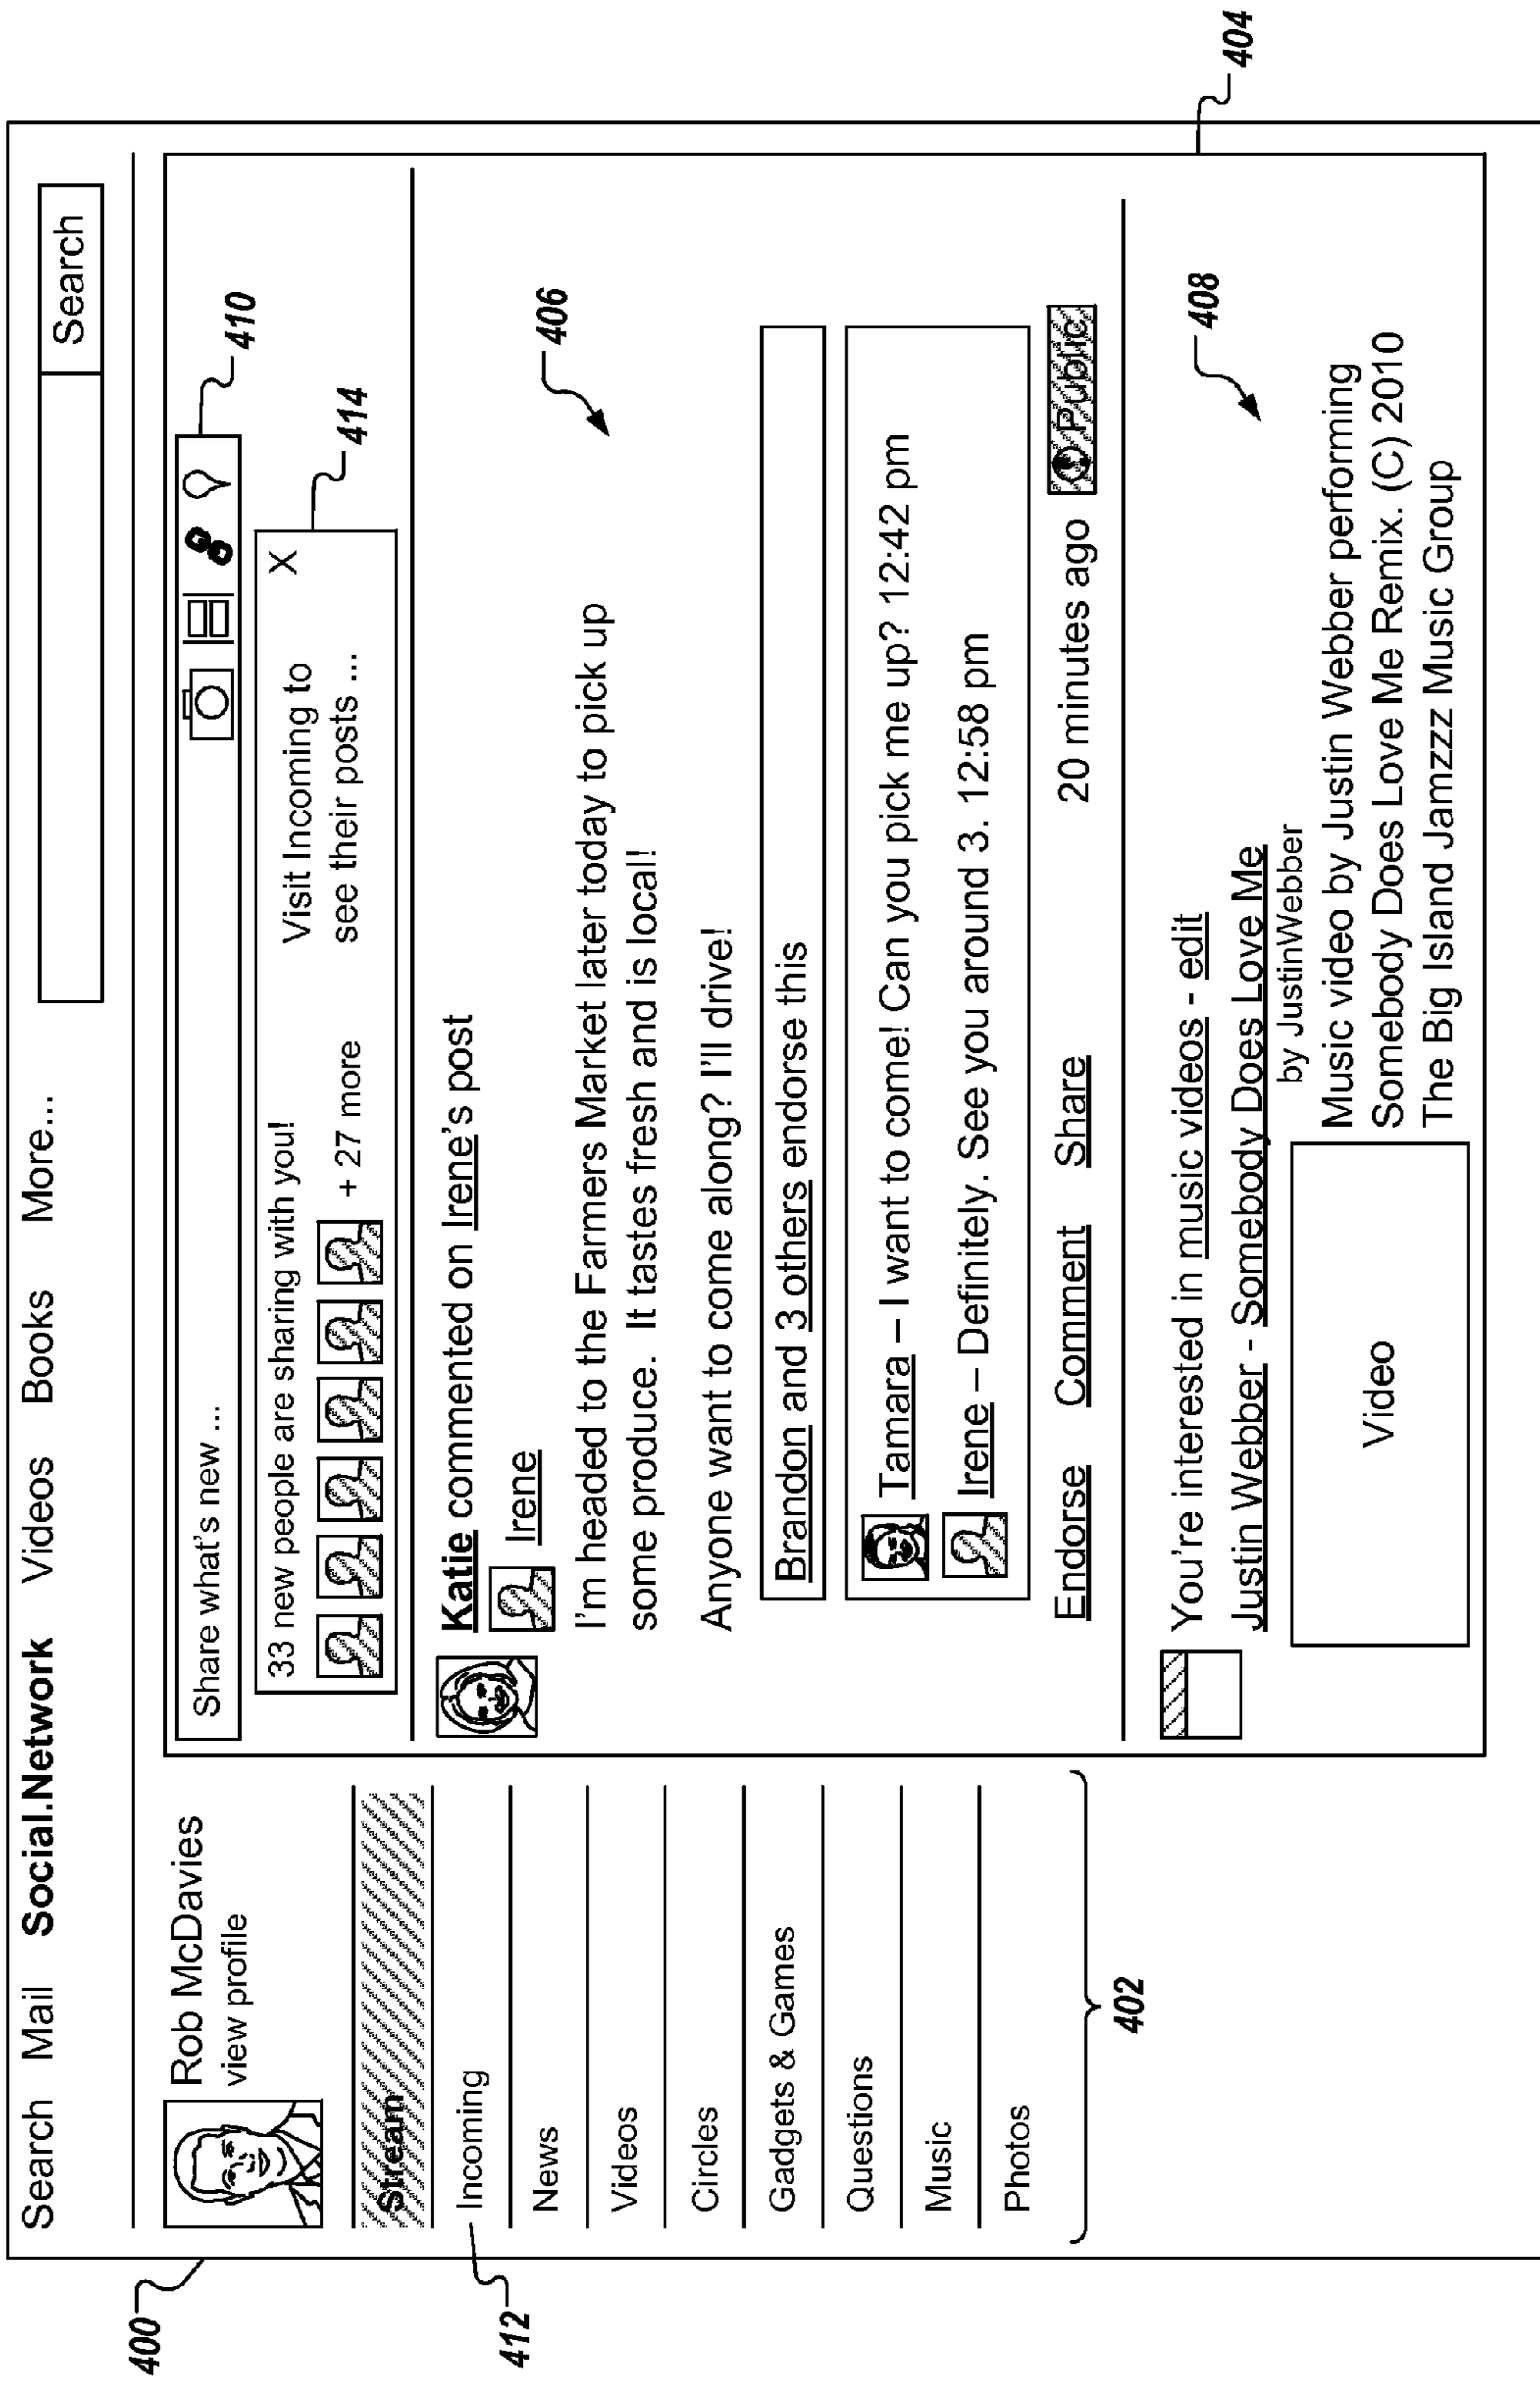 Search Mail Social.Network Videos Books More...
Search
400
Rob McDavies
view profile
Stream
Incoming
412
News
Videos
Circles
Gadgets & Games
Questions
Music
Photos
402
Share what's new ...
410
33 new people are sharing with you!
+ 27 more
Visit Incoming to
see their posts ...
X
414
Katie commented on Irene's post
Irene
406
I'm headed to the Farmers Market later today to pick up
some produce. It tastes fresh and is local!
Anyone want to come along? I'll drive!
Brandon and 3 others endorse this
Tamara – I want to come! Can you pick me up? 12:42 pm
Irene – Definitely. See you around 3. 12:58 pm
Endorse Comment Share 20 minutes ago Public
404
You're interested in music videos - edit
408
Justin Webber - Somebody Does Love Me
by JustinWebber
Video
Music video by Justin Webber performing
Somebody Does Love Me Remix. (C) 2010
The Big Island Jamzzz Music Group